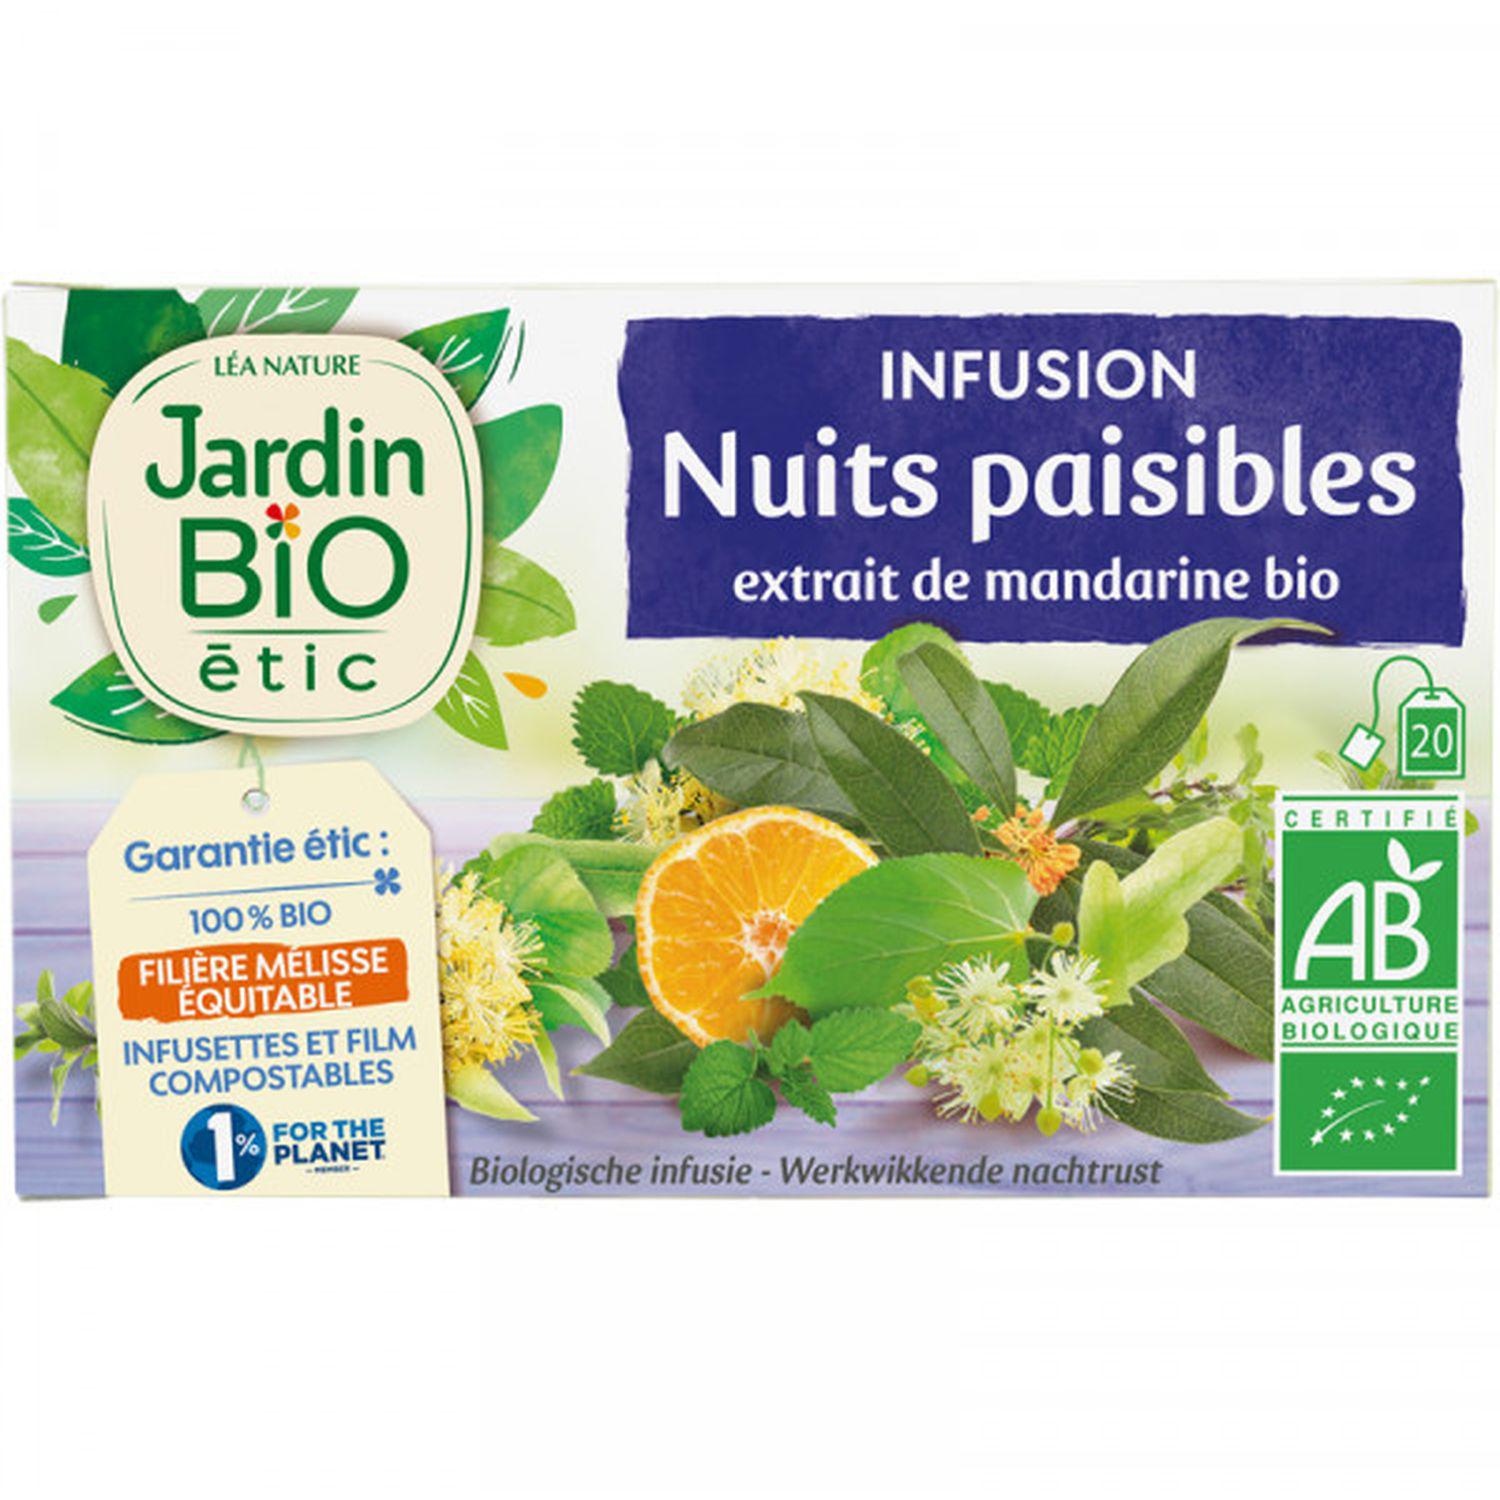 LÉA NATURE
Jardin
BiO
ētic
INFUSION
Nuits paisibles
extrait de mandarine bio
20
Garantie étic :
100% BIO
FILIÈRE MÉLISSE
ÉQUITABLE
INFUSETTES ET FILM
COMPOSTABLES
1%
FOR THE
PLANET
MEMBER
CERTIFIÉ
AB
AGRICULTURE
BIOLOGIQUE
Biologische infusie - Werkwikkende nachtrust